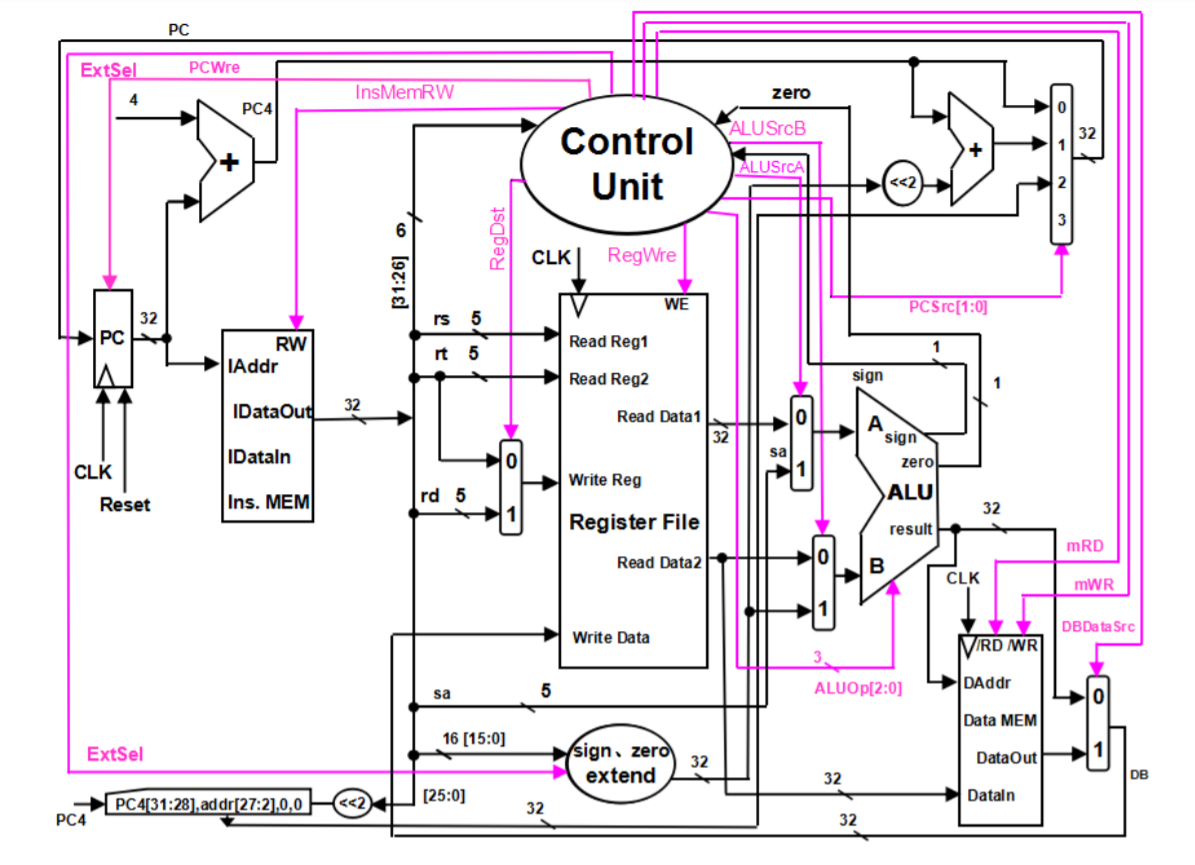 PC
ExtSel
PCWre
InsMemRW
4
PC4
+
Control
Unit
zero
ALUSrcB
ALUSrcA
<<2
+
0
1
2
3
32
6
[31:26]
RegDst
CLK
RegWre
PCSrc[1:0]
PC
32
RW
IAddr
IDataOut
IDataIn
Ins. MEM
32
CLK
Reset
rs 5
rt 5
rd 5
0
1
WE
Read Reg1
Read Reg2
Read Data1
Write Reg
Register File
Read Data2
Write Data
32
sa
0
1
0
1
1
sign
1
A
sign
zero
ALU
result
B
32
3
ALUOp[2:0]
CLK
mRD
mWR
DBDataSrc
/RD /WR
DAddr
Data MEM
DataOut
DataIn
0
1
DB
sa 5
16 [15:0]
sign、zero
extend
32
ExtSel
[25:0]
<<2
PC4[31:28],addr[27:2],0,0
PC4
32
32
32